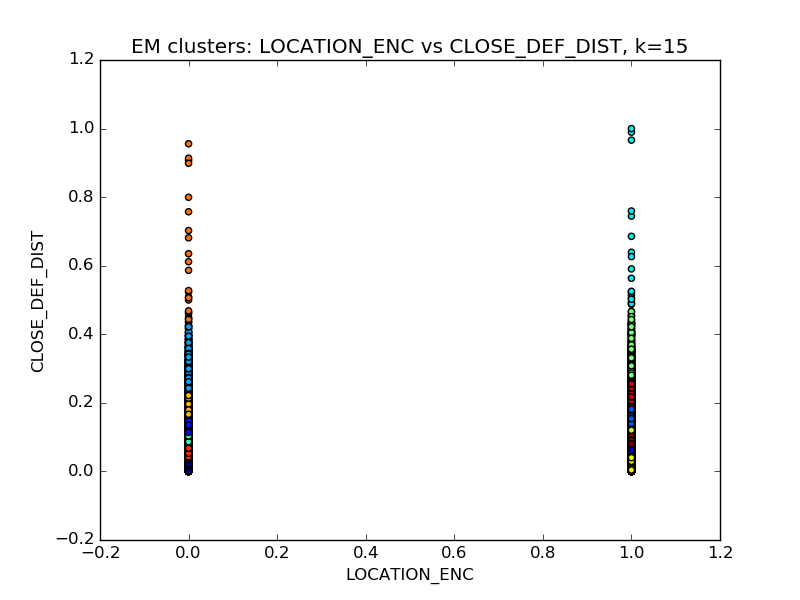 EM clusters: LOCATION_ENC vs CLOSE_DEF_DIST, k=15
1.2
1.0
0.8
0.6
0.4
0.2
0.0
−0.2
CLOSE_DEF_DIST
−0.2 0.0 0.2 0.4 0.6 0.8 1.0 1.2
LOCATION_ENC